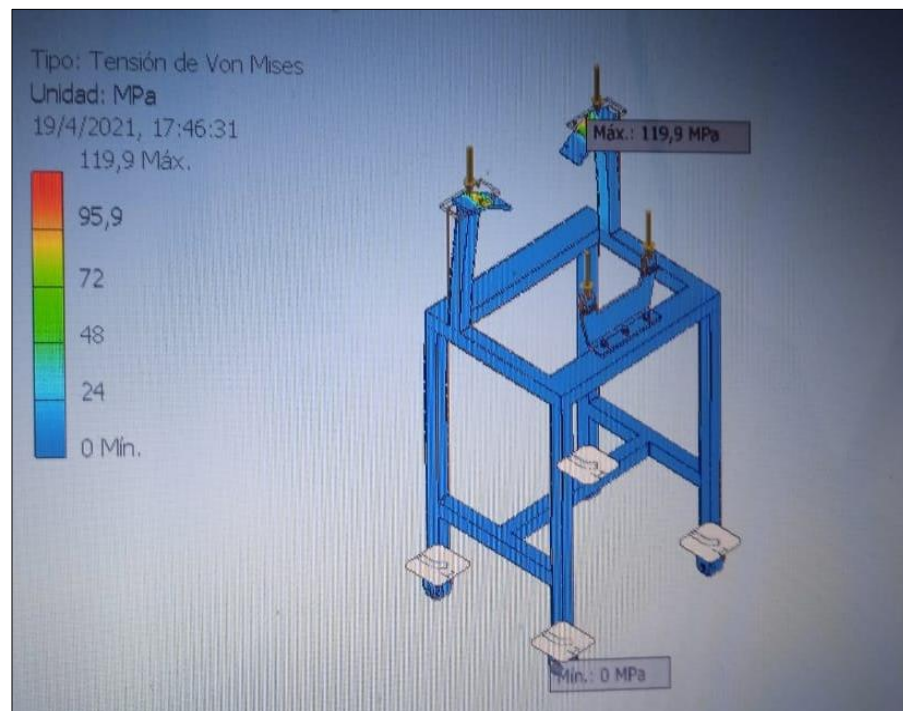 Tipo: Tensión de Von Mises
Unidad: MPa
19/4/2021, 17:46:31
119,9 Máx.
95,9
72
48
24
0 Mín.
Máx.: 119,9 MPa
Mín.: 0 MPa